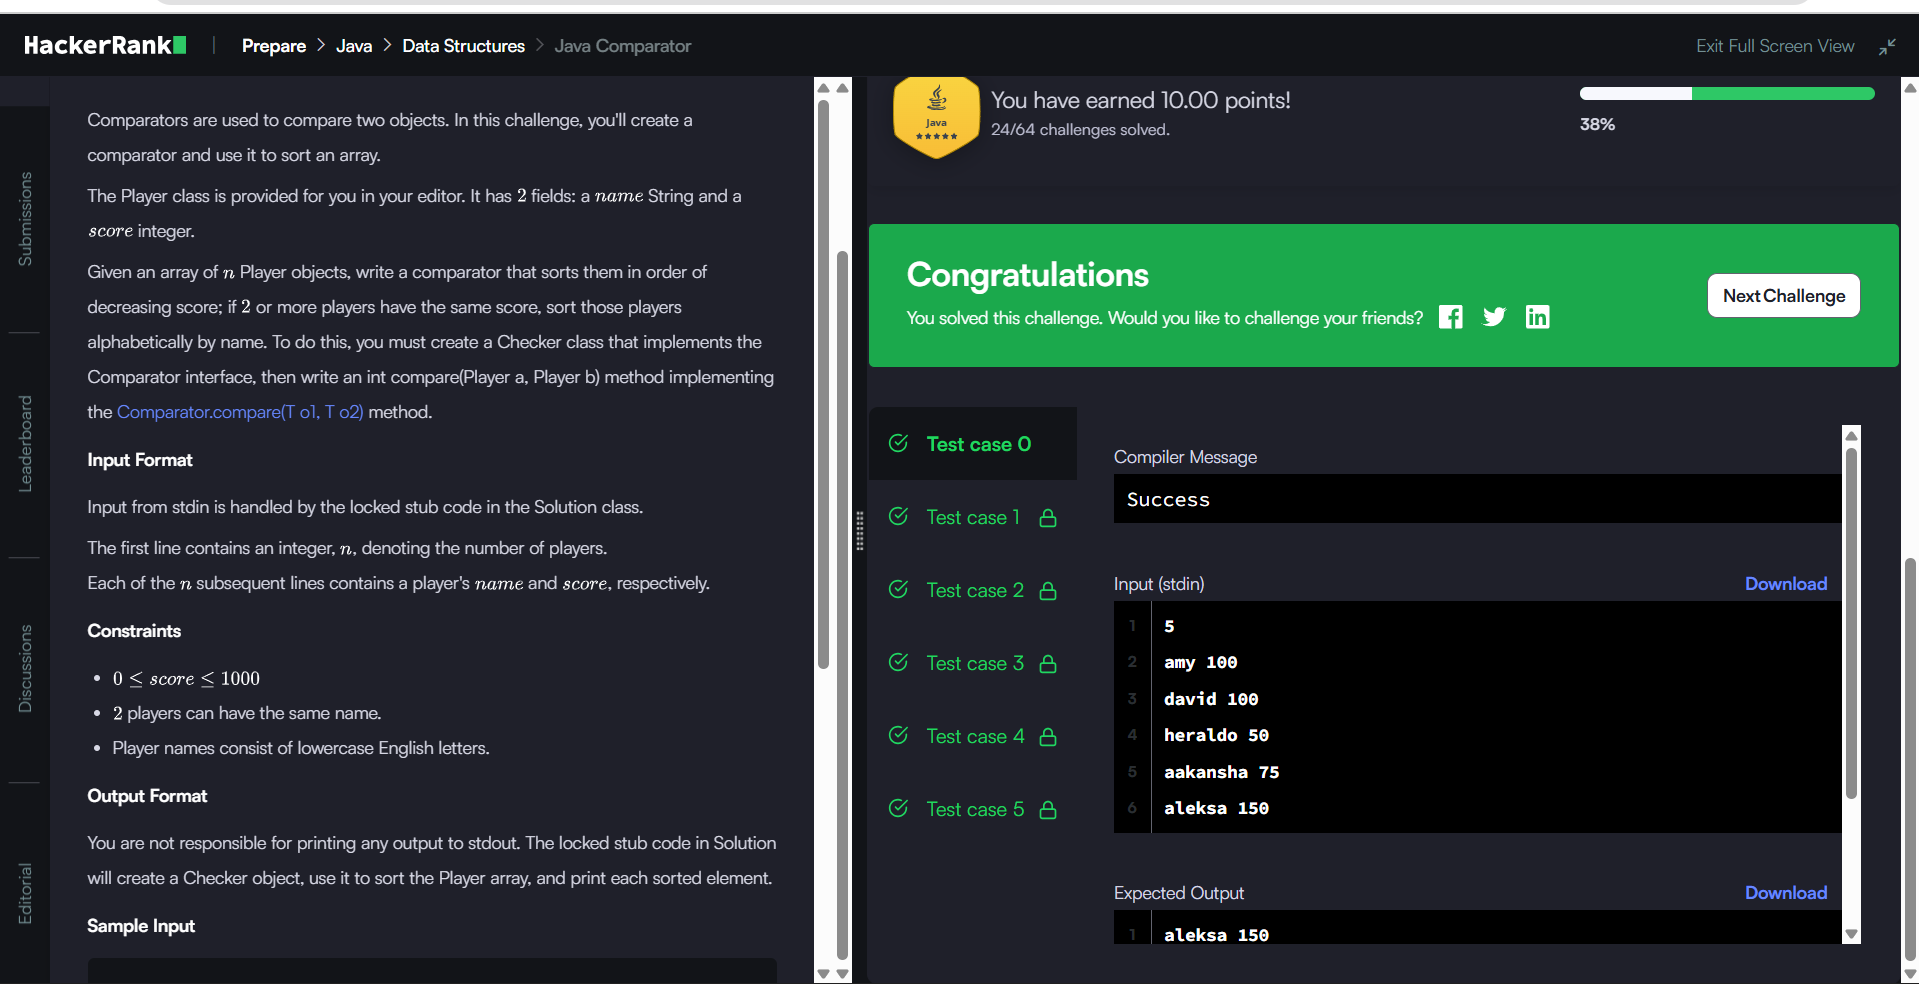 HackerRank
Prepare > Java > Data Structures > Java Comparator
Exit Full Screen View
Submissions
Leaderboard
Discussions
Editorial
Comparators are used to compare two objects. In this challenge, you'll create a
comparator and use it to sort an array.
The Player class is provided for you in your editor. It has 2 fields: a name String and a
score integer.
Given an array of n Player objects, write a comparator that sorts them in order of
decreasing score; if 2 or more players have the same score, sort those players
alphabetically by name. To do this, you must create a Checker class that implements the
Comparator interface, then write an int compare(Player a, Player b) method implementing
the Comparator.compare(T o1, T o2) method.
Input Format
Input from stdin is handled by the locked stub code in the Solution class.
The first line contains an integer, n, denoting the number of players.
Each of the n subsequent lines contains a player's name and score, respectively.
Constraints
• 0 ≤ score ≤ 1000
• 2 players can have the same name.
• Player names consist of lowercase English letters.
Output Format
You are not responsible for printing any output to stdout. The locked stub code in Solution
will create a Checker object, use it to sort the Player array, and print each sorted element.
Sample Input
Java
★★★★★
You have earned 10.00 points!
24/64 challenges solved.
38%
Congratulations
You solved this challenge. Would you like to challenge your friends?
Next Challenge
Test case 0
Test case 1
Test case 2
Test case 3
Test case 4
Test case 5
Compiler Message
Success
Input (stdin)
Download
1 5
2 amy 100
3 david 100
4 heraldo 50
5 aakansha 75
6 aleksa 150
Expected Output
Download
1 aleksa 150